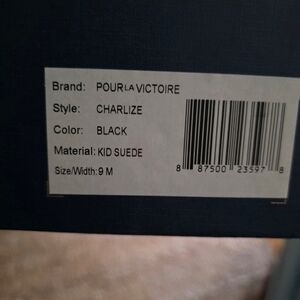 Brand: POUR LA VICTOIRE
Style: CHARLIZE
Color: BLACK
Material: KID SUEDE
Size/Width: 9 M
8 87500 23597 8